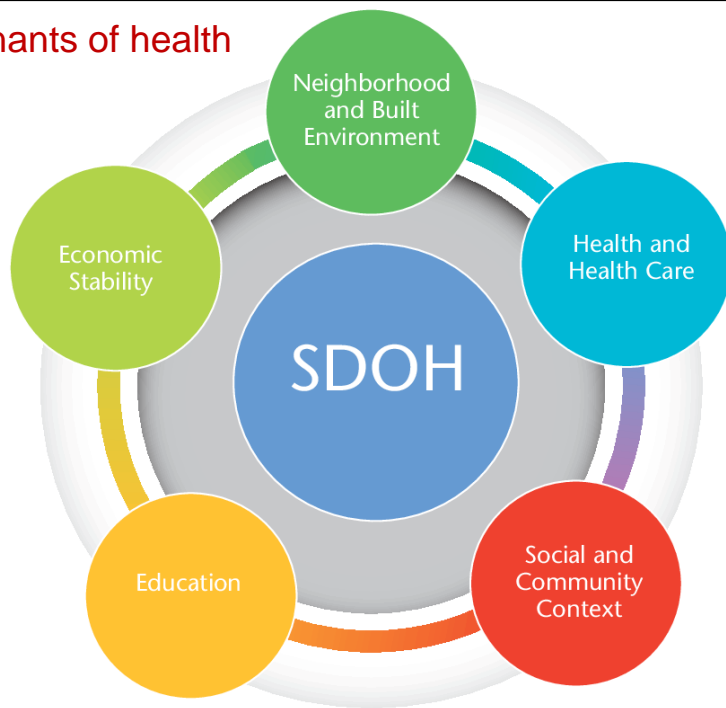 nants of health
Neighborhood
and Built
Environment
Economic
Stability
Health and
Health Care
SDOH
Education
Social and
Community
Context